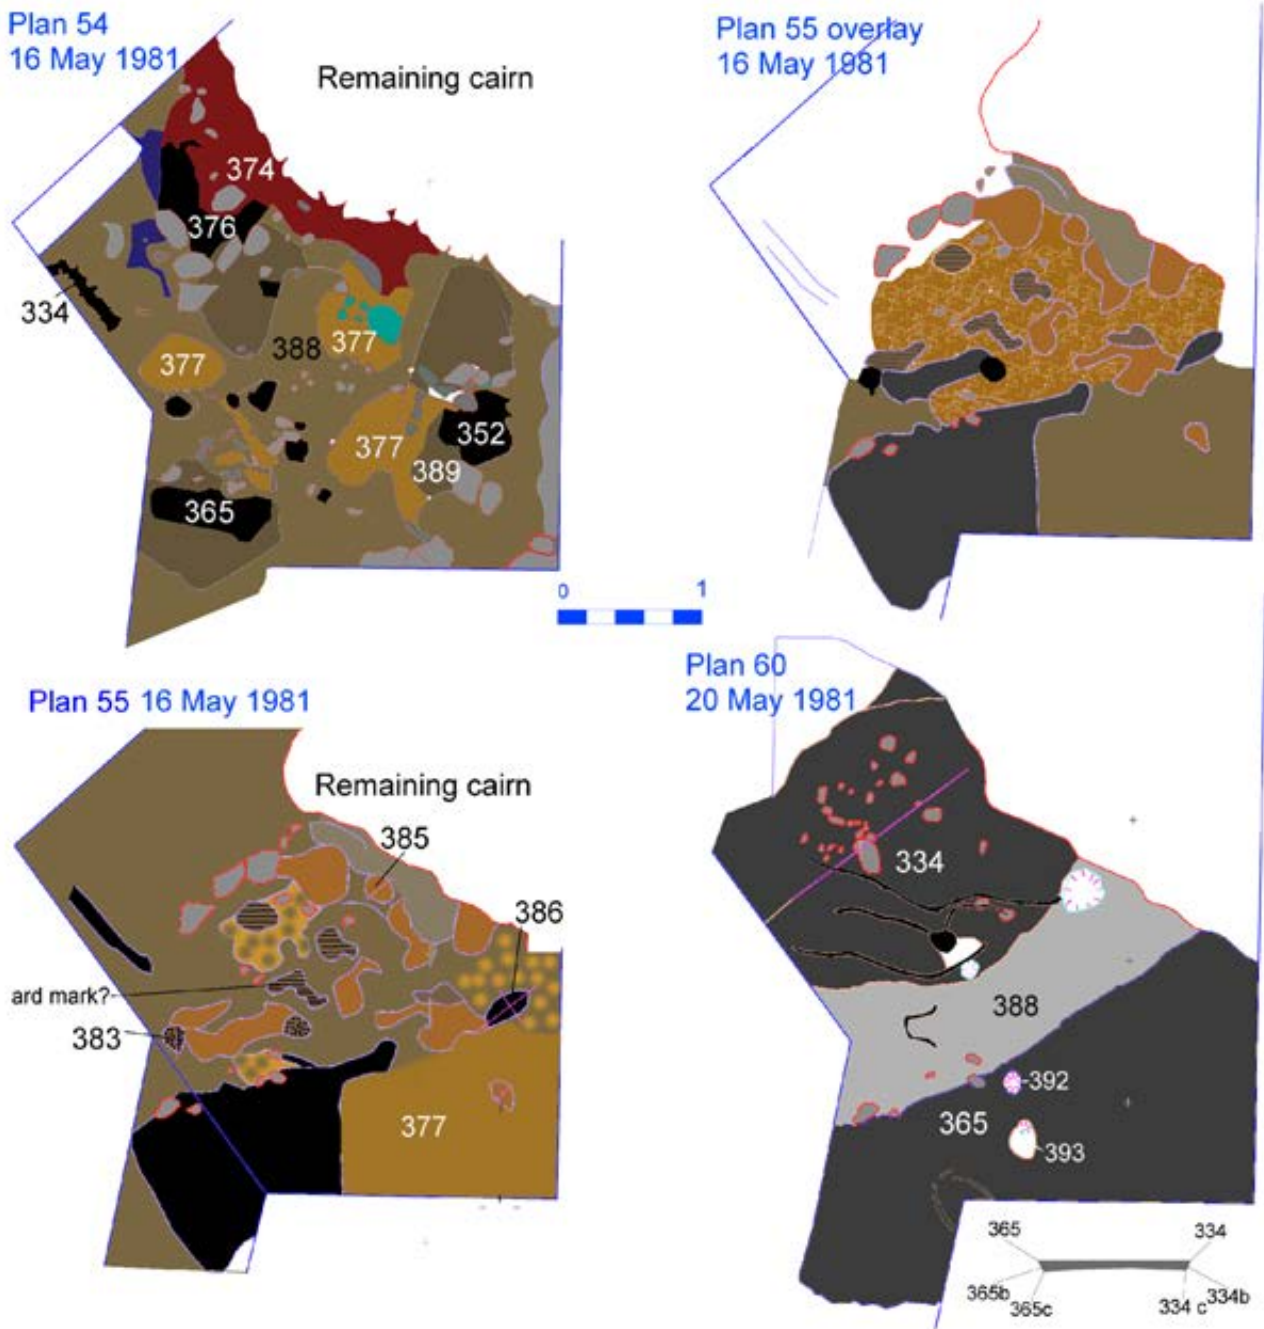 Plan 54
16 May 1981
Remaining cairn
374
376
334
388
377
377
377
352
389
365
Plan 55 overlay
16 May 1981
0 1
Plan 55 16 May 1981
Remaining cairn
385
386
ard mark?
383
377
Plan 60
20 May 1981
334
388
392
365
393
365 334
365b 334b
365c 334 c